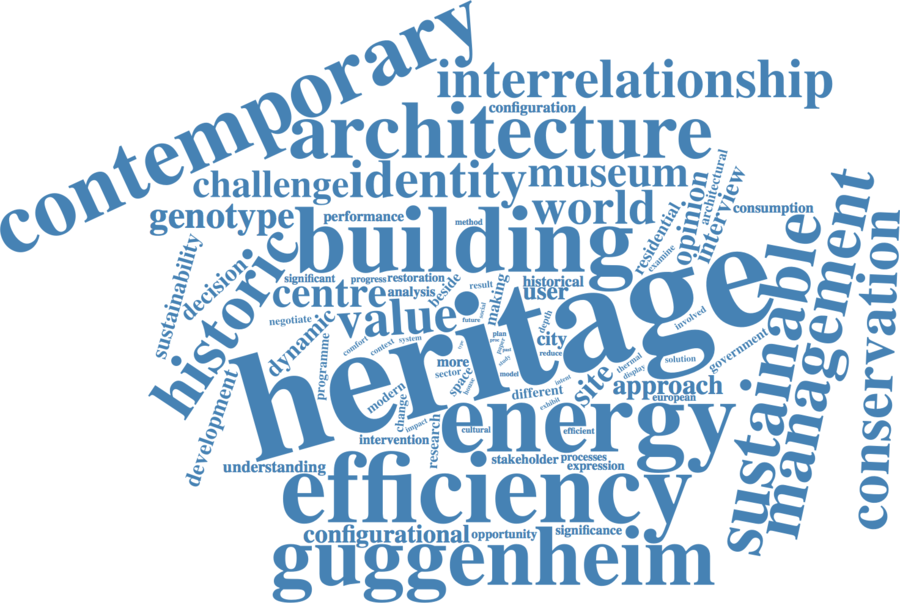 contemporary
interrelationship
configuration
architecture
challenge
identity
museum
opinion
architectural
interview
residential
examine
consumption
genotype
performance
method
world
building
sustainability
decision
historic
significant
progress
restoration
beside
result
making
historical
centre
analysis
user
negotiate
dynamic
value
future
social
depth
involved
heritage
programme
comfort
context
system
plan
study
city
reduce
government
more
sector
space
house
model
thermal
display
solution
site
approach
european
different
intent
exhibit
modern
change
impact
development
energy
cultural
efficient
intervention
research
understanding
stakeholder
processes
expression
sustainable
management
conservation
efficiency
configurational
opportunity
significance
guggenheim